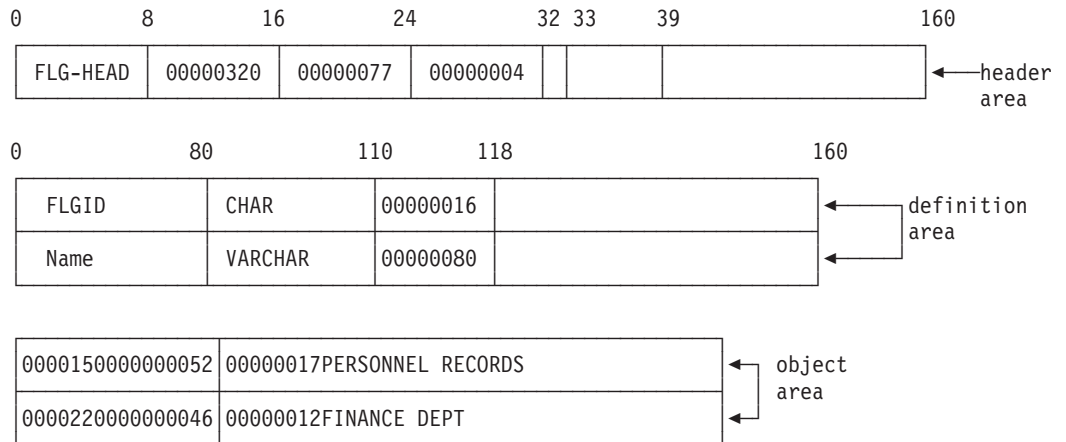 0 8 16 24 32 33 39 160
FLG-HEAD 00000320 00000077 00000004 header
area
0 80 110 118 160
FLGID CHAR 00000016 definition
area
Name VARCHAR 00000080
0000150000000052 00000017PERSONNEL RECORDS object
area
0000220000000046 00000012FINANCE DEPT